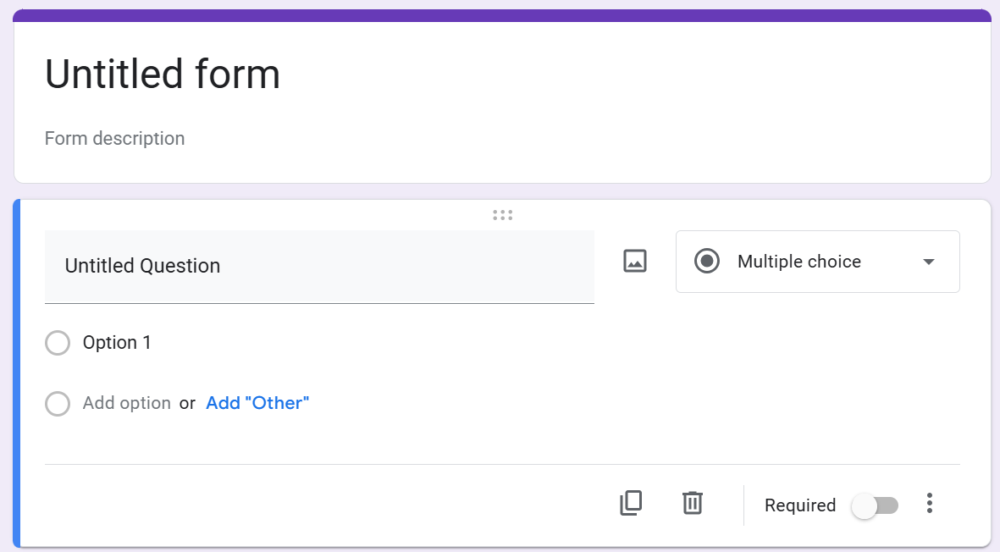 Untitled form
Form description
Untitled Question
Multiple choice
Option 1
Add option or Add "Other"
Required